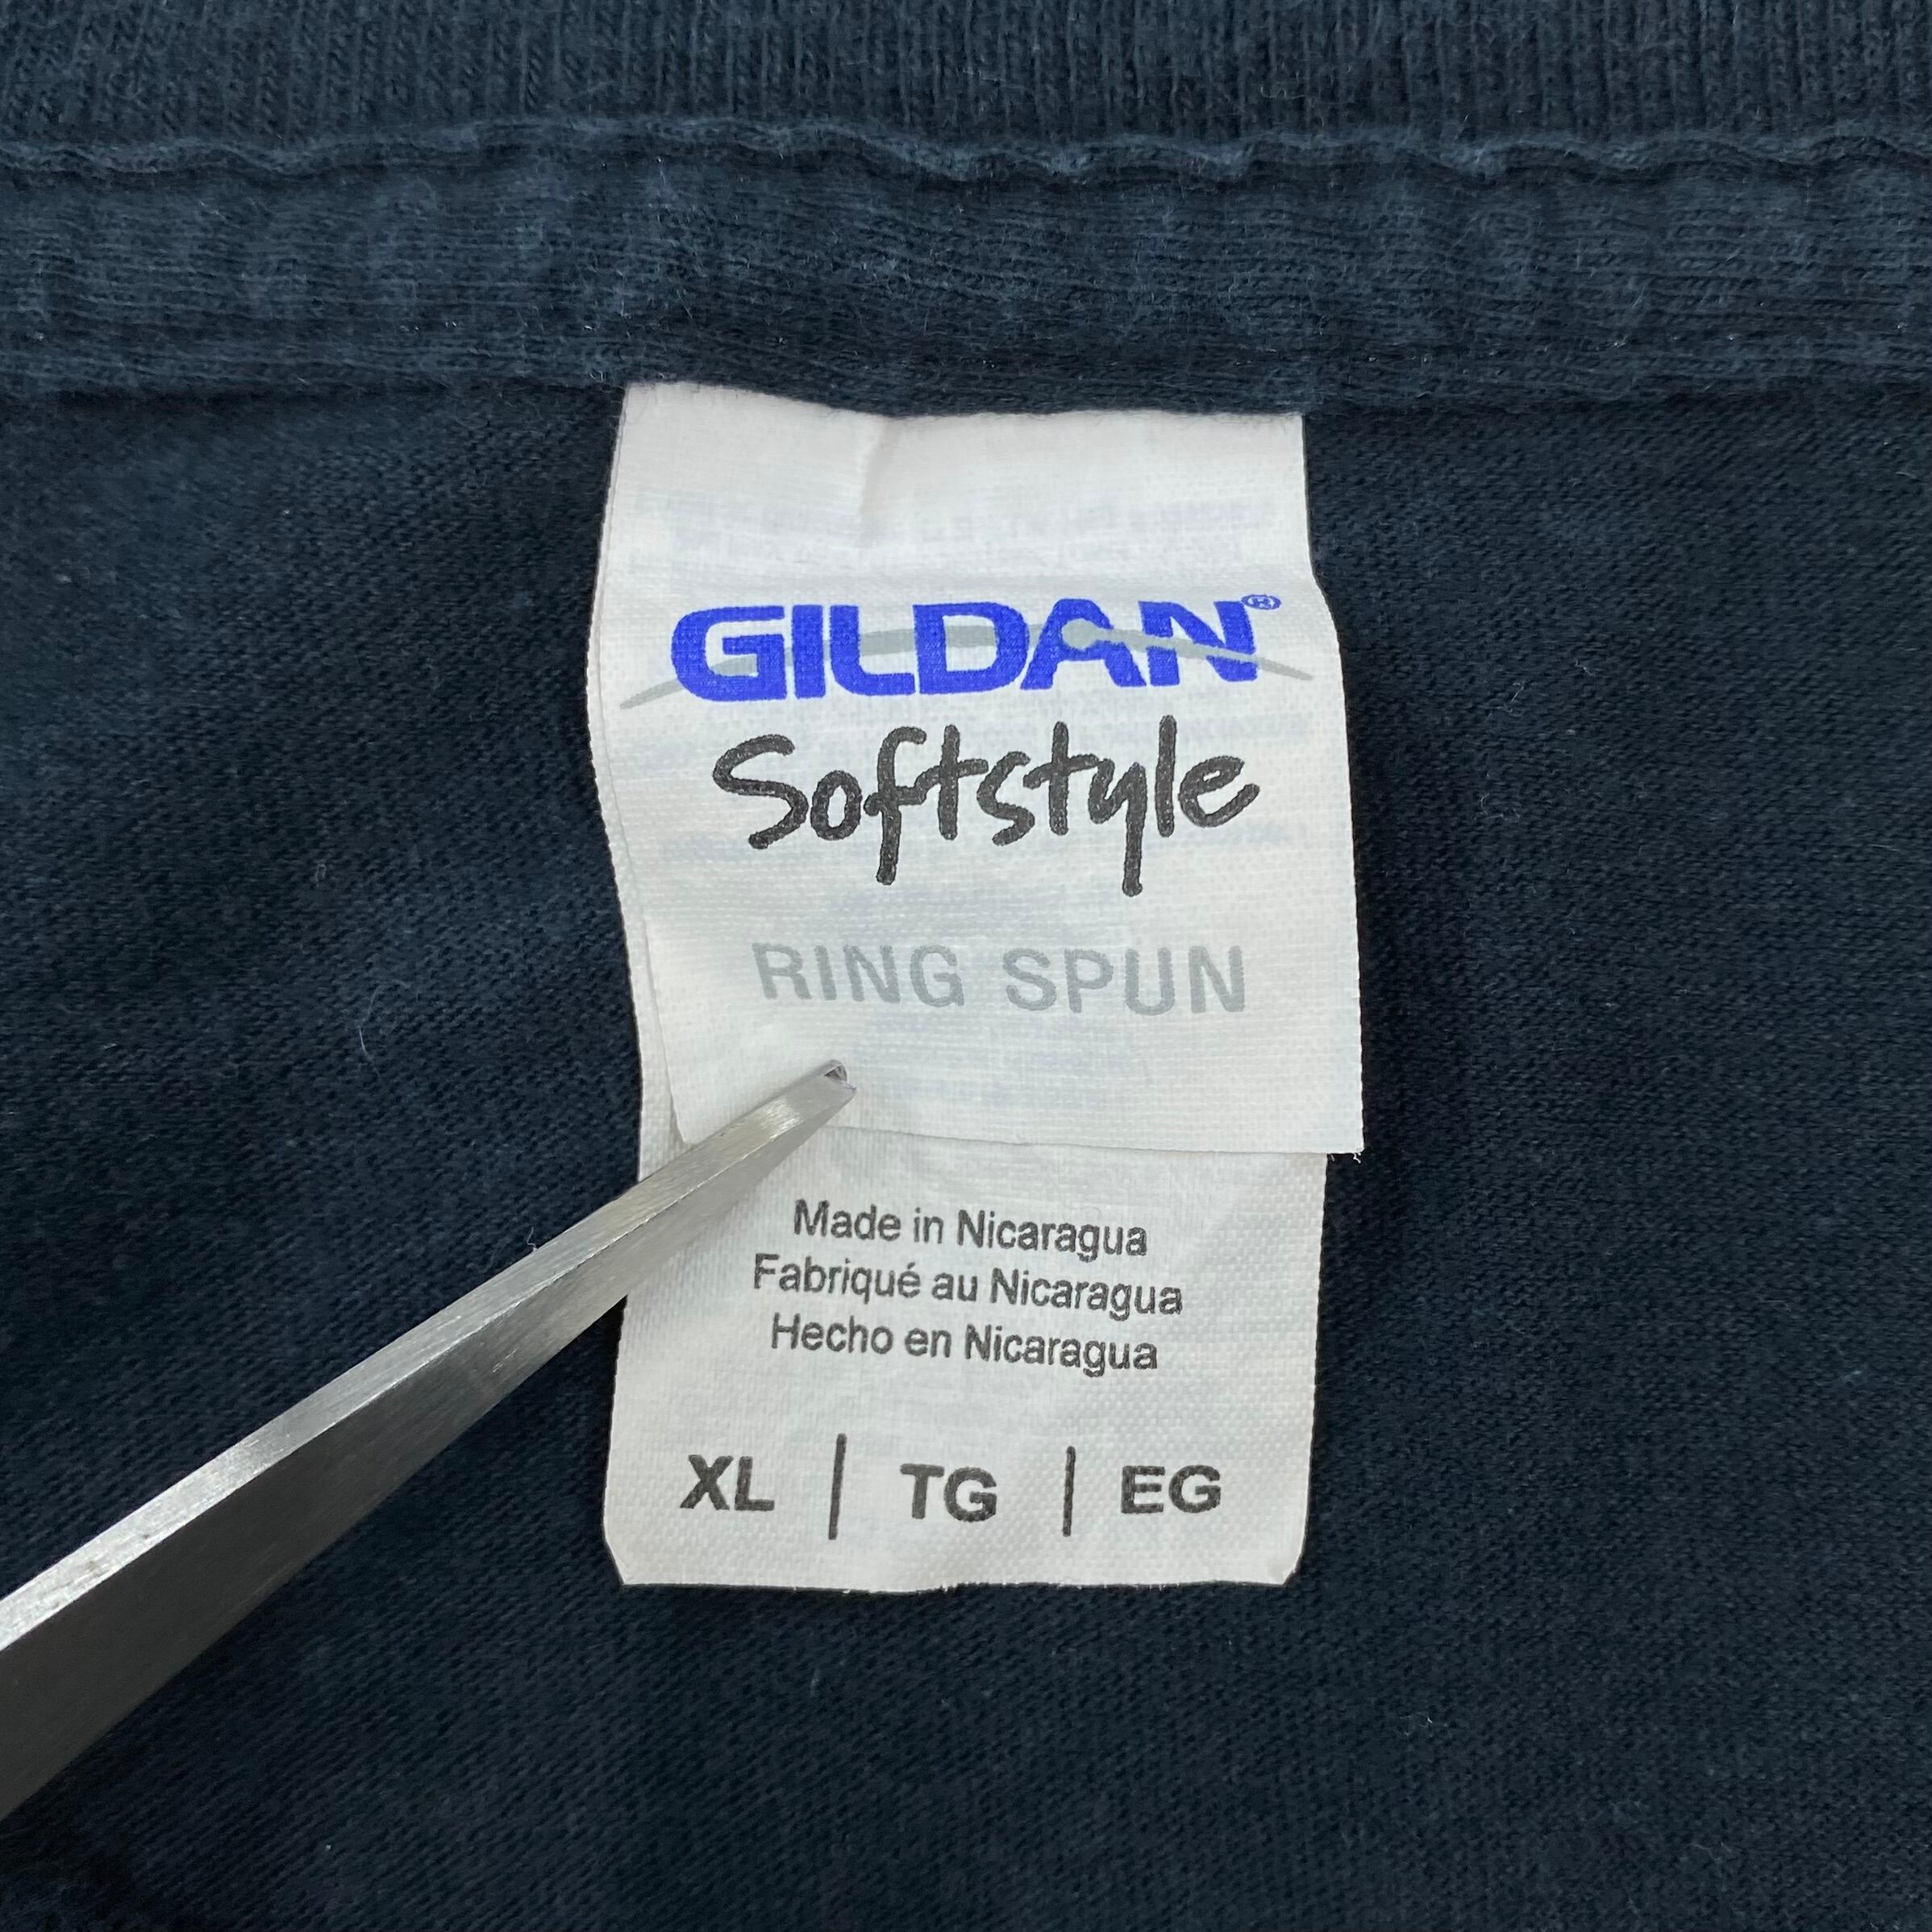 GILDAN®
Softstyle
RING SPUN
Made in Nicaragua
Fabriqué au Nicaragua
Hecho en Nicaragua
XL | TG | EG